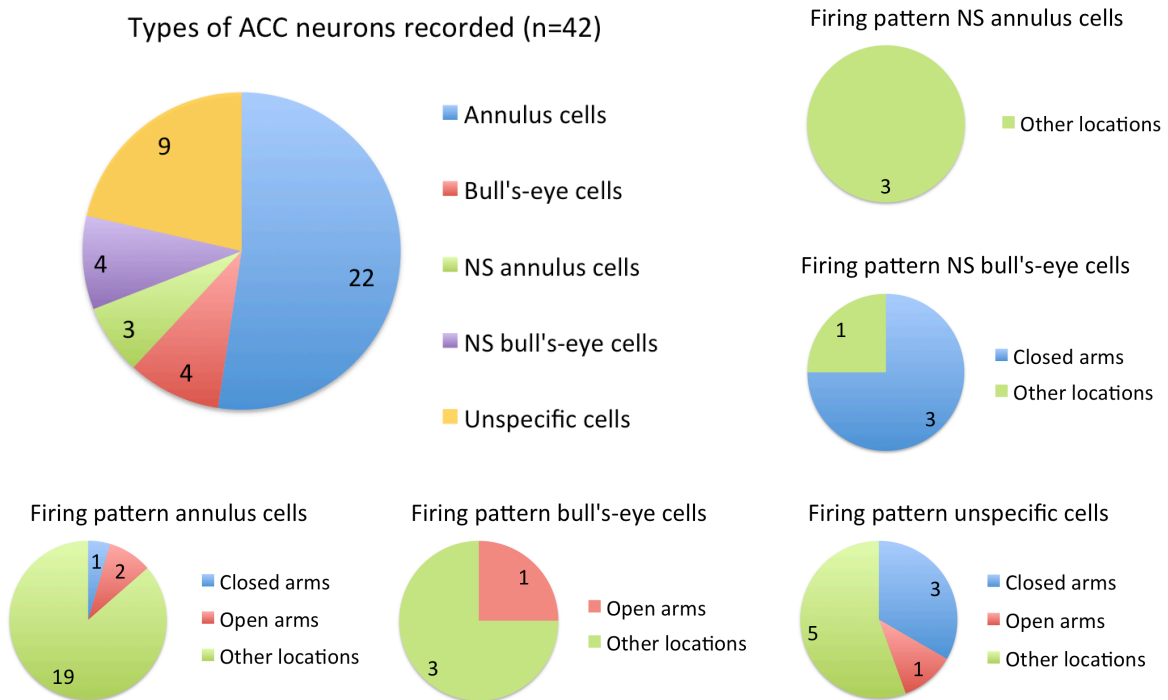 Types of ACC neurons recorded (n=42)
22
4
3
4
9
Annulus cells
Bull's-eye cells
NS annulus cells
NS bull's-eye cells
Unspecific cells
Firing pattern NS annulus cells
3
Other locations
Firing pattern NS bull's-eye cells
1
3
Closed arms
Other locations
Firing pattern annulus cells
1
2
19
Closed arms
Open arms
Other locations
Firing pattern bull's-eye cells
1
3
Open arms
Other locations
Firing pattern unspecific cells
3
1
5
Closed arms
Open arms
Other locations